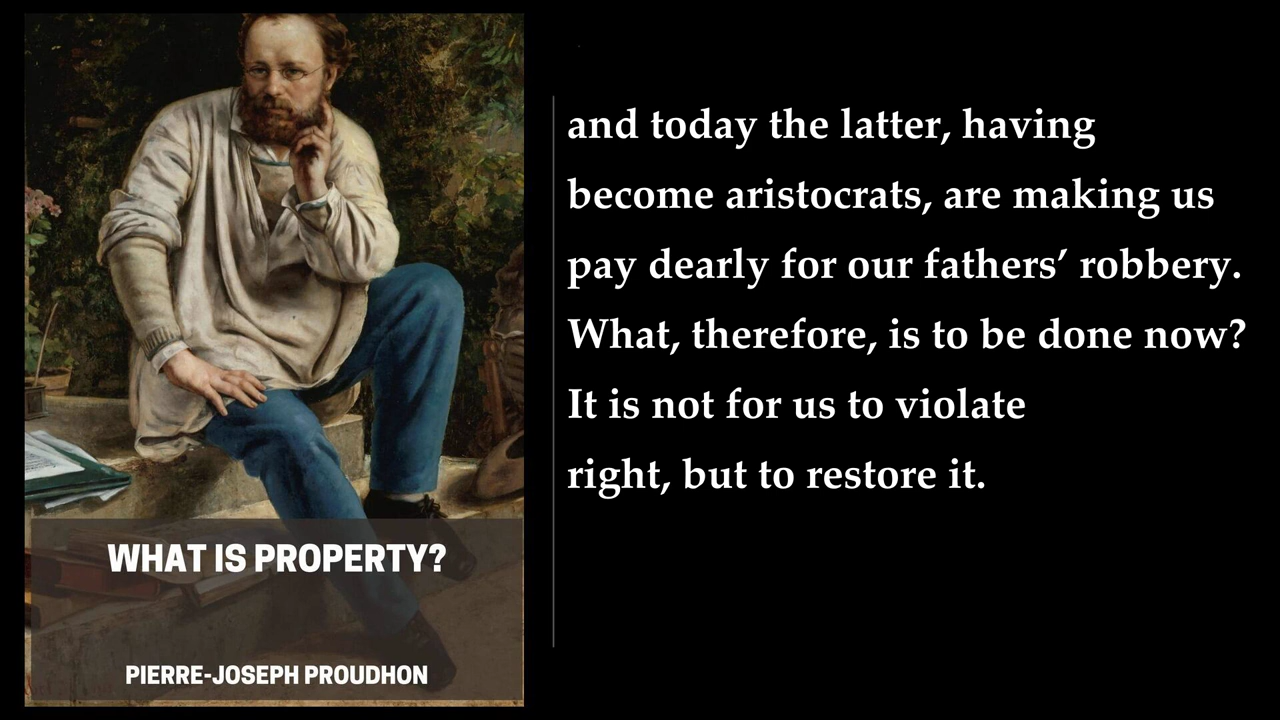 WHAT IS PROPERTY?
PIERRE-JOSEPH PROUDHON
and today the latter, having
become aristocrats, are making us
pay dearly for our fathers’ robbery.
What, therefore, is to be done now?
It is not for us to violate
right, but to restore it.